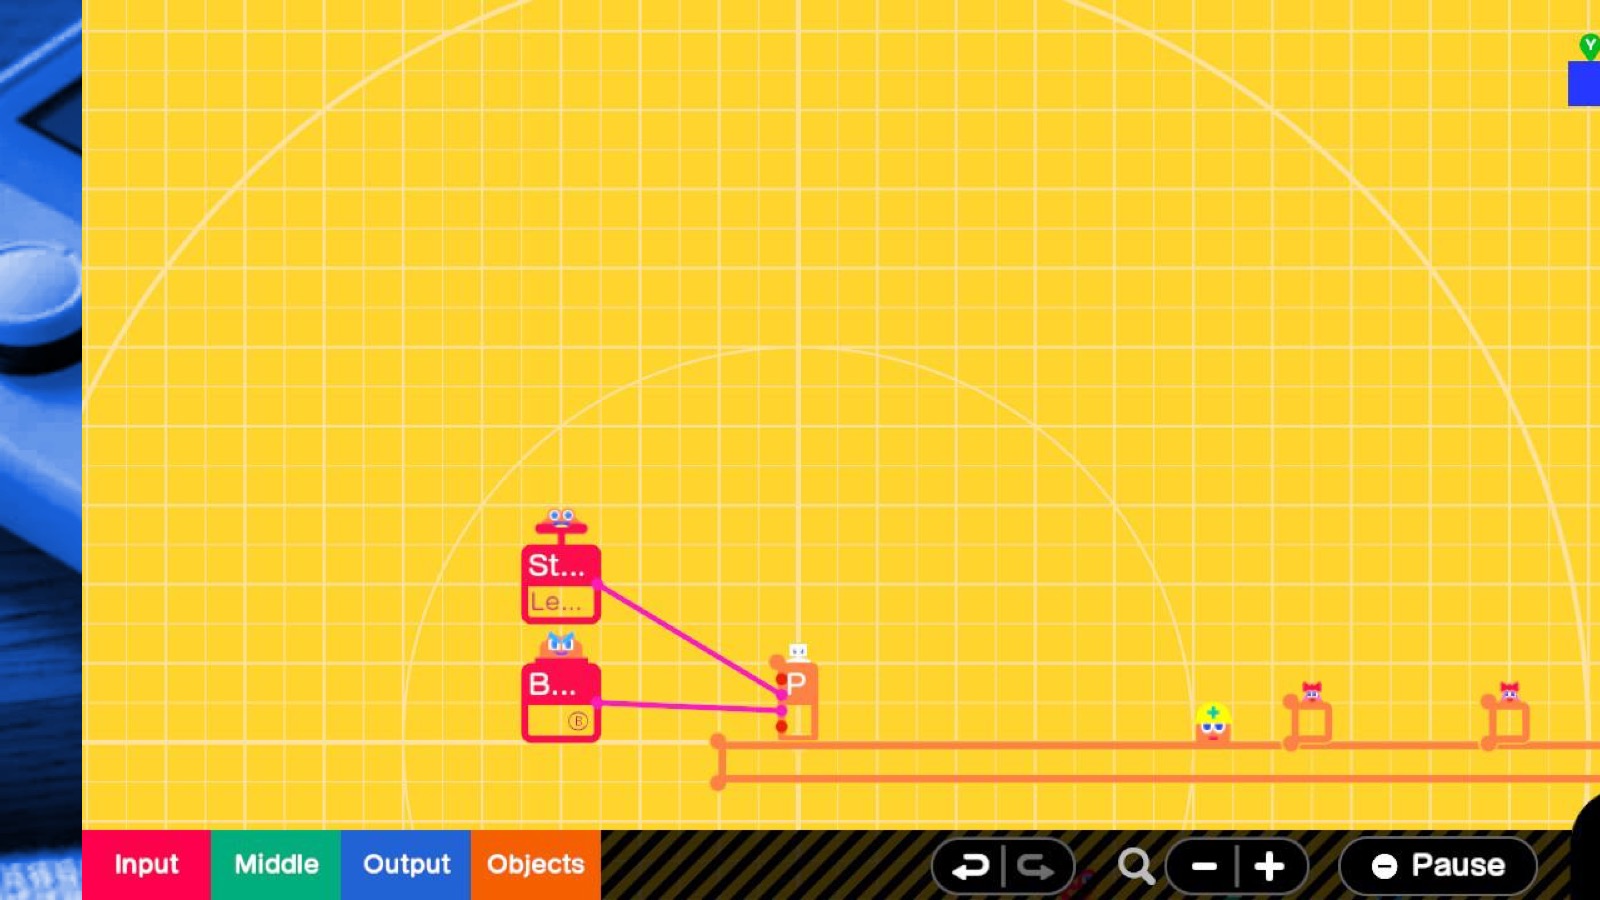 Y
St...
Le...
B...
B
P
Input
Middle
Output
Objects
Pause